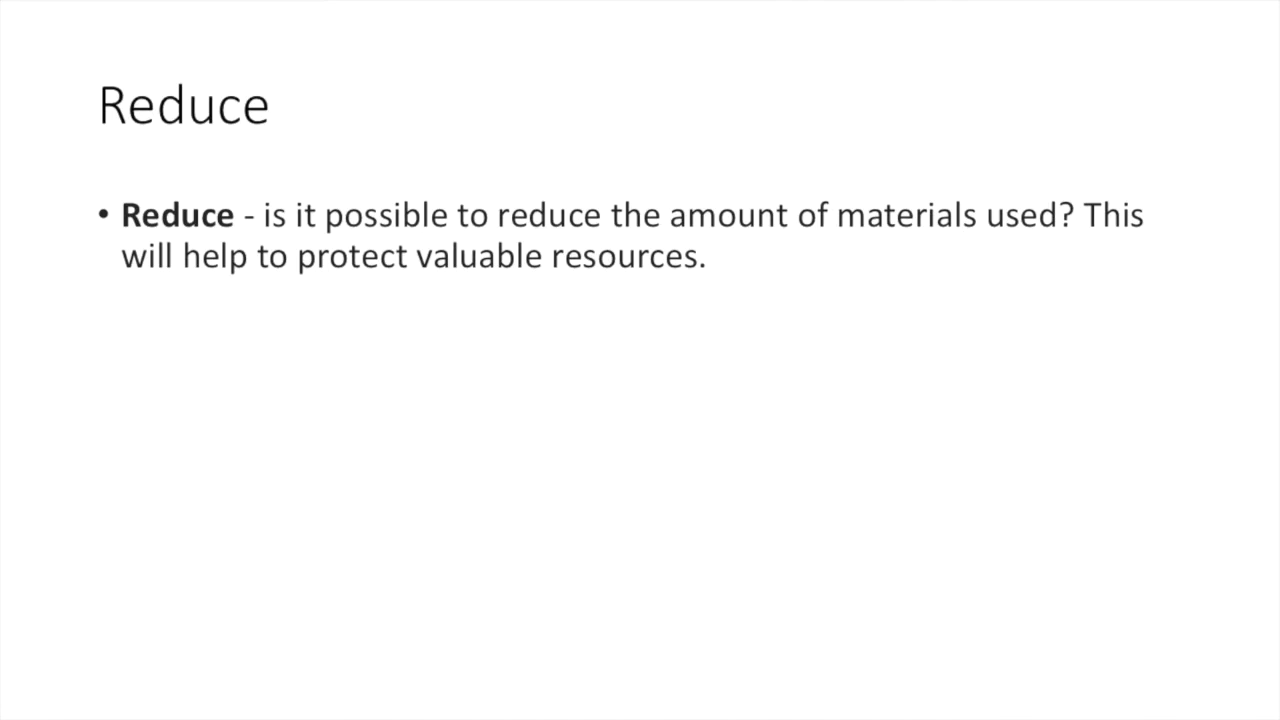 Reduce
• Reduce - is it possible to reduce the amount of materials used? This
will help to protect valuable resources.